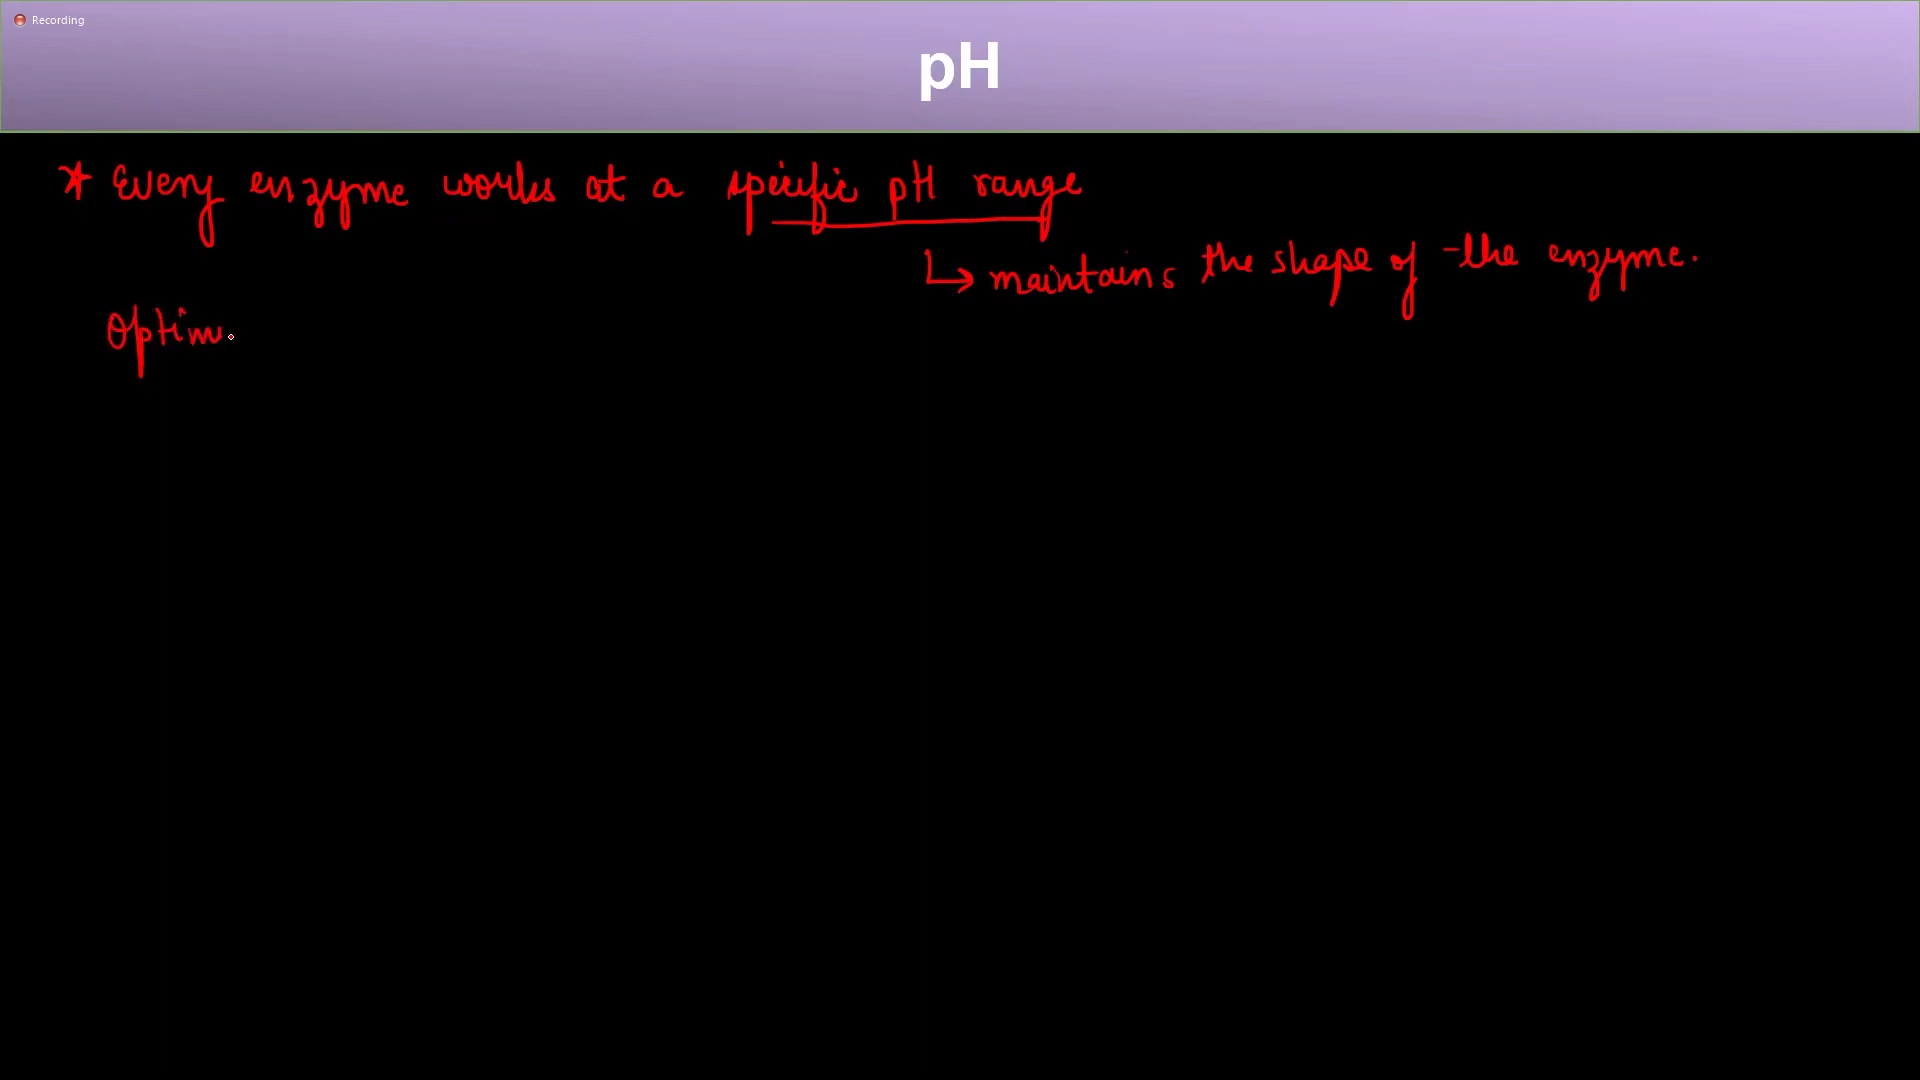 Recording
pH
* Every enzyme works at a specific pH range
↳ maintains the shape of the enzyme.
Optim